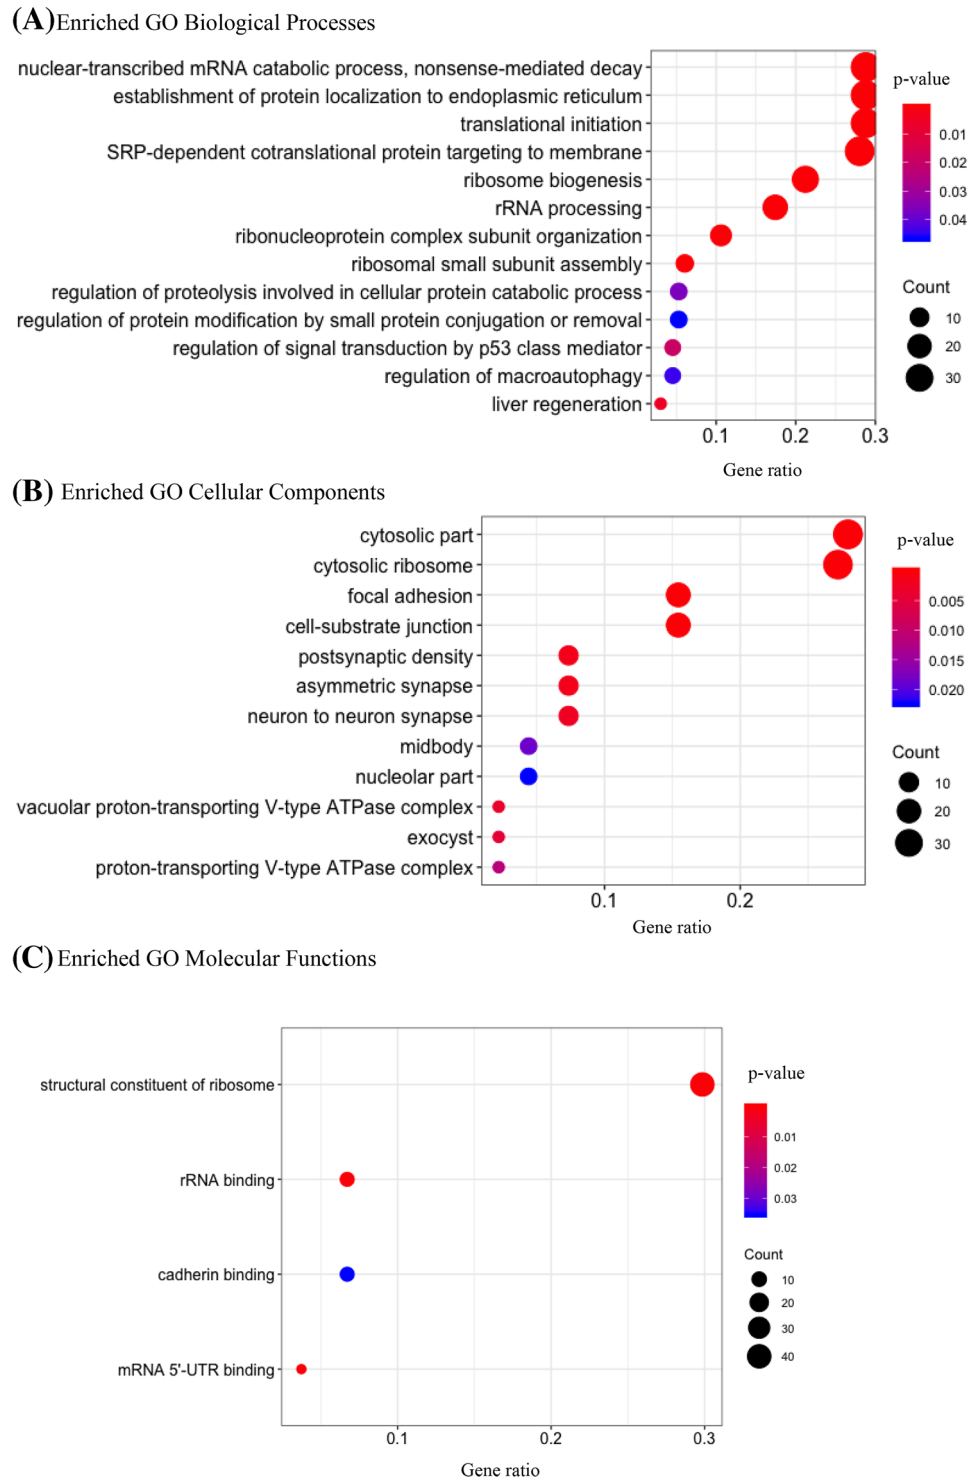 (A) Enriched GO Biological Processes
nuclear-transcribed mRNA catabolic process, nonsense-mediated decay
establishment of protein localization to endoplasmic reticulum
translational initiation
SRP-dependent cotranslational protein targeting to membrane
ribosome biogenesis
rRNA processing
ribonucleoprotein complex subunit organization
ribosomal small subunit assembly
regulation of proteolysis involved in cellular protein catabolic process
regulation of protein modification by small protein conjugation or removal
regulation of signal transduction by p53 class mediator
regulation of macroautophagy
liver regeneration
0.1 0.2 0.3
Gene ratio
p-value
0.01
0.02
0.03
0.04
Count
10
20
30
(B) Enriched GO Cellular Components
cytosolic part
cytosolic ribosome
focal adhesion
cell-substrate junction
postsynaptic density
asymmetric synapse
neuron to neuron synapse
midbody
nucleolar part
vacuolar proton-transporting V-type ATPase complex
exocyst
proton-transporting V-type ATPase complex
0.1 0.2
Gene ratio
p-value
0.005
0.010
0.015
0.020
Count
10
20
30
(C) Enriched GO Molecular Functions
structural constituent of ribosome
rRNA binding
cadherin binding
mRNA 5'-UTR binding
0.1 0.2 0.3
Gene ratio
p-value
0.01
0.02
0.03
Count
10
20
30
40